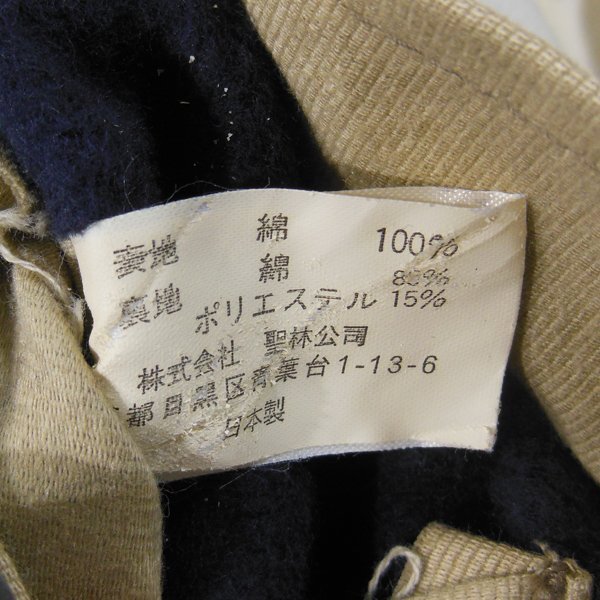 表地 綿 100%
裏地 綿 85%
ポリエステル 15%
株式会社 聖林公司
都目黒区青葉台1-13-6
日本製